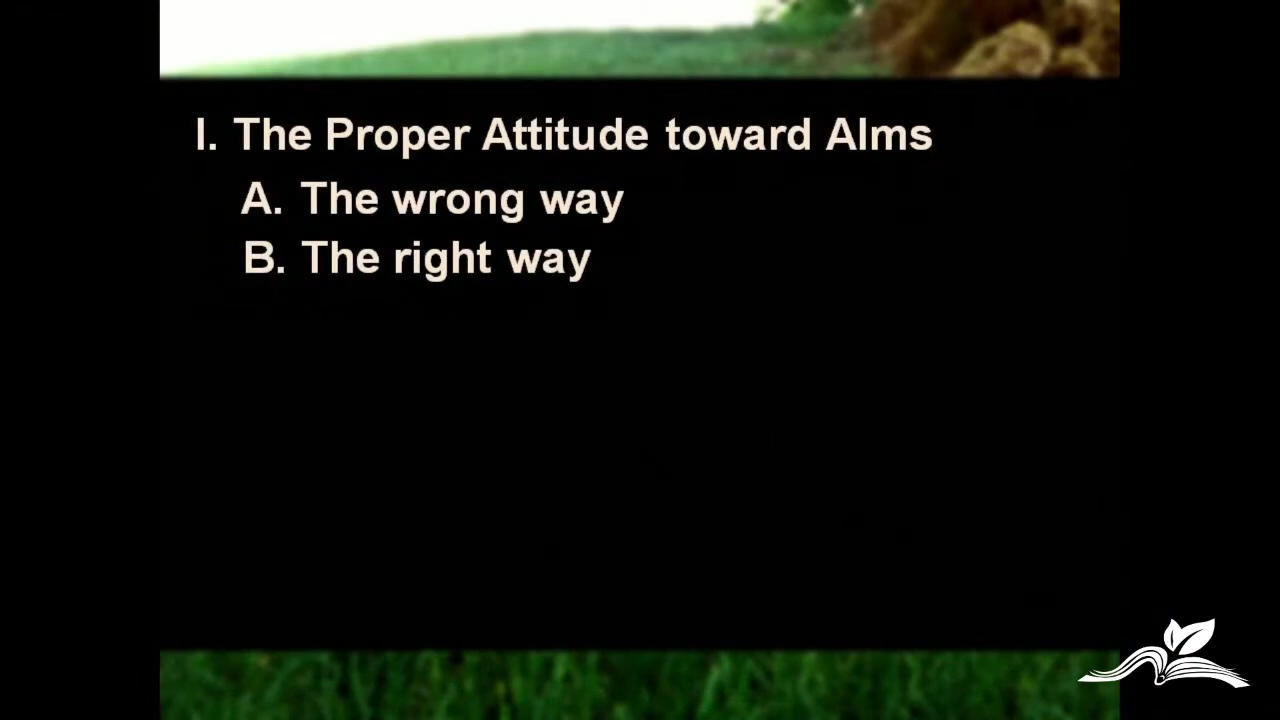 I. The Proper Attitude toward Alms
A. The wrong way
B. The right way